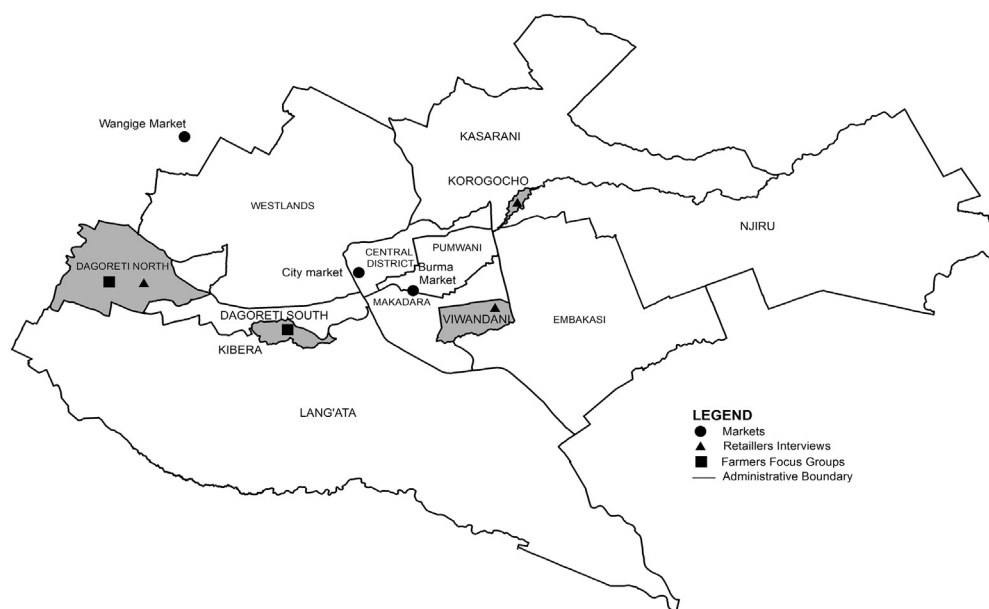 Wangige Market
KASARANI
KOROGOCHO
WESTLANDS
NJIRU
PUMWANI
CENTRAL
DISTRICT
DAGORETI NORTH
City market
Burma
Market
MAKADARA
DAGORETI SOUTH
VIWANDANI
EMBAKASI
KIBERA
LANG'ATA
LEGEND
Markets
Retaillers Interviews
Farmers Focus Groups
Administrative Boundary